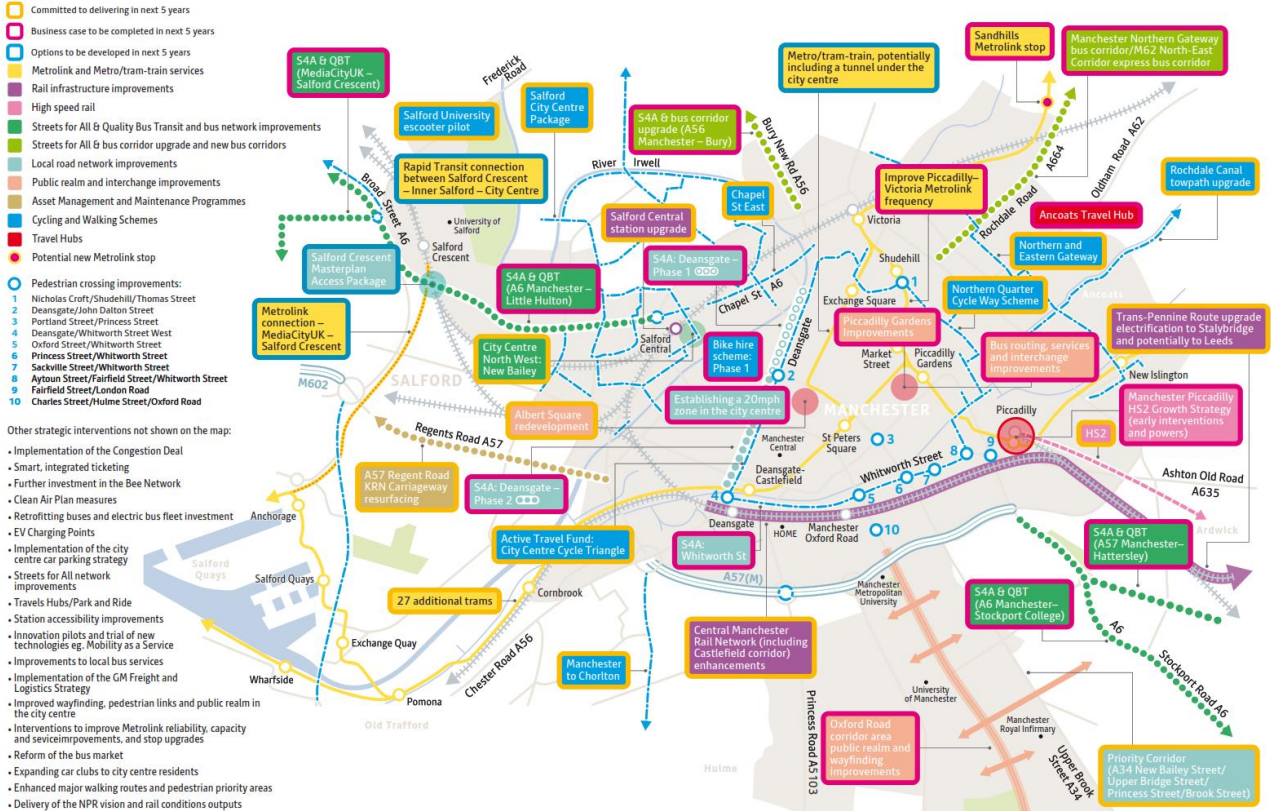 Committed to delivering in next 5 years
Business case to be completed in next 5 years
Options to be developed in next 5 years
Metrolink and Metro/tram-train services
Rail infrastructure improvements
High speed rail
Streets for All & Quality Bus Transit and bus network improvements
Streets for All & bus corridor upgrade and new bus corridors
Local road network improvements
Public realm and interchange improvements
Asset Management and Maintenance Programmes
Cycling and Walking Schemes
Travel Hubs
Potential new Metrolink stop
Pedestrian crossing improvements:
1 Nicholas Croft/Shudehill/Thomas Street
2 Deansgate/John Dalton Street
3 Portland Street/Princess Street
4 Deansgate/Whitworth Street West
5 Oxford Street/Whitworth Street
6 Princess Street/Whitworth Street
7 Sackville Street/Whitworth Street
8 Aytoun Street/Fairfield Street/Whitworth Street
9 Fairfield Street/London Road
10 Charles Street/Hulme Street/Oxford Road
Other strategic interventions not shown on the map:
• Implementation of the Congestion Deal
• Smart, integrated ticketing
• Further investment in the Bee Network
• Clean Air Plan measures
• Retrofitting buses and electric bus fleet investment
• EV Charging Points
• Implementation of the city
centre car parking strategy
• Streets for All network
improvements
• Travels Hubs/Park and Ride
• Station accessibility improvements
• Innovation pilots and trial of new
technologies eg. Mobility as a Service
• Improvements to local bus services
• Implementation of the GM Freight and
Logistics Strategy
• Improved wayfinding, pedestrian links and public realm in
the city centre
• Interventions to improve Metrolink reliability, capacity
and seviceimrpovements, and stop upgrades
• Reform of the bus market
• Expanding car clubs to city centre residents
• Enhanced major walking routes and pedestrian priority areas
• Delivery of the NPR vision and rail conditions outputs
S4A & QBT
(MediaCityUK –
Salford Crescent)
Frederick
Road
Salford University
escooter pilot
Salford
City Centre
Package
S4A & bus corridor
upgrade (A56
Manchester – Bury)
Bury New Rd A56
Metro/tram-train, potentially
including a tunnel under the
city centre
Sandhills
Metrolink stop
Manchester Northern Gateway
bus corridor/M62 North-East
Corridor express bus corridor
A664
Rochdale Road
Oldham Road A62
Rochdale Canal
towpath upgrade
River Irwell
Rapid Transit connection
between Salford Crescent
– Inner Salford – City Centre
Broad Street A6
• University of
Salford
Salford
Crescent
Salford Central
station upgrade
Chapel
St East
Improve Piccadilly–
Victoria Metrolink
frequency
Victoria
Ancoats Travel Hub
Northern and
Eastern Gateway
Shudehill
1
Salford Crescent
Masterplan
Access Package
S4A & QBT
(A6 Manchester –
Little Hulton)
S4A: Deansgate –
Phase 1
Chapel St A6
Exchange Square
Northern Quarter
Cycle Way Scheme
Ancoats
Metrolink
connection –
MediaCityUK –
Salford Crescent
City Centre
North West:
New Bailey
Salford
Central
Bike hire
scheme:
Phase 1
Deansgate
2
Piccadilly Gardens
Improvements
Market
Street
Piccadilly
Gardens
Bus routing, services
and interchange
improvements
Trans-Pennine Route upgrade
electrification to Stalybridge
and potentially to Leeds
New Islington
M602
SALFORD
Establishing a 20mph
zone in the city centre
Albert Square
redevelopment
MANCHESTER
Piccadilly
Manchester Piccadilly
HS2 Growth Strategy
(early interventions
and powers)
HS2
Regents Road A57
Manchester
Central
St Peters
Square
3
Whitworth Street
8
9
7
6
5
4
A57 Regent Road
KRN Carriageway
resurfacing
S4A: Deansgate –
Phase 2
Deansgate-
Castlefield
Deansgate
HOME
Manchester
Oxford Road
10
Ashton Old Road
A635
Ardwick
Anchorage
Active Travel Fund:
City Centre Cycle Triangle
S4A:
Whitworth St
S4A & QBT
(A57 Manchester–
Hattersley)
Salford
Quays
Salford Quays
A57(M)
Manchester
Metropolitan
University
27 additional trams
Cornbrook
S4A & QBT
(A6 Manchester–
Stockport College)
A6
Stockport Road A6
Exchange Quay
Chester Road A56
Manchester
to Chorlton
Central Manchester
Rail Network (including
Castlefield corridor)
enhancements
Wharfside
Pomona
Old Trafford
Princess Road A5103
University
of Manchester
Manchester
Royal Infirmary
Oxford Road
corridor area
public realm and
wayfinding
improvements
Hulma
Upper Brook
Street A34
Priority Corridor
(A34 New Bailey Street/
Upper Bridge Street/
Princess Street/Brook Street)